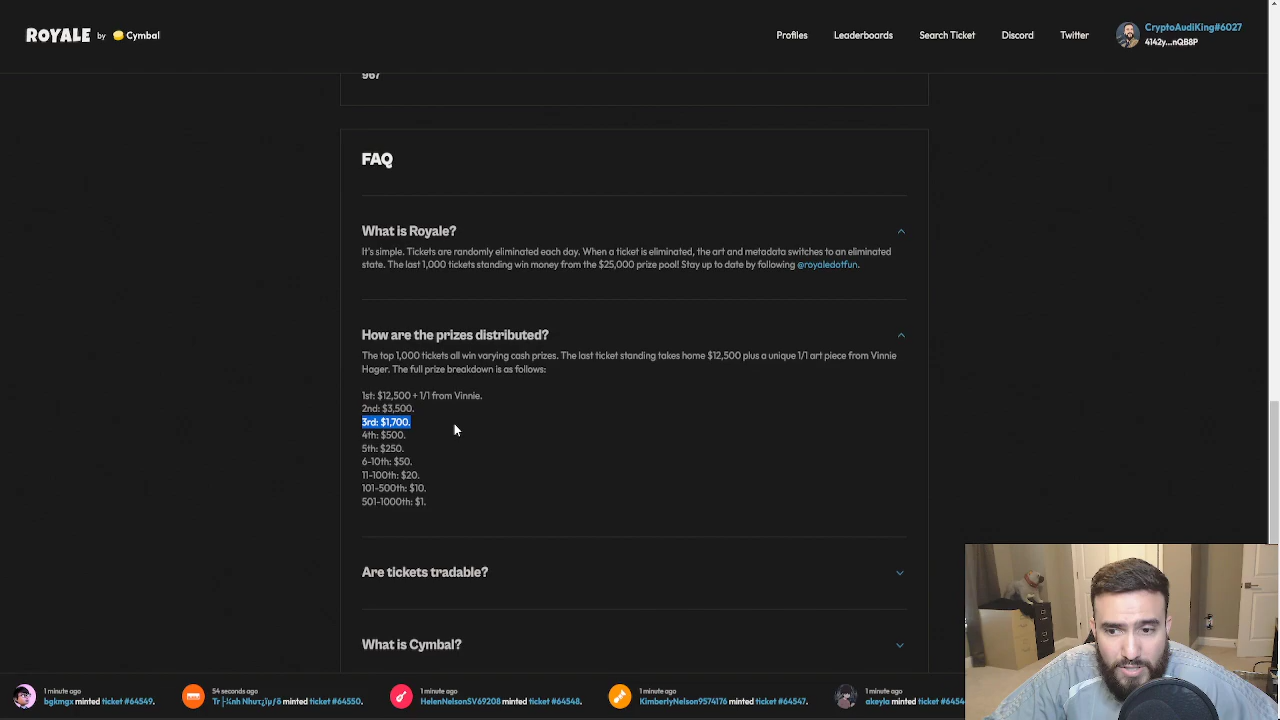 ROYALE by Cymbal
Profiles
Leaderboards
Search Ticket
Discord
Twitter
CryptoAudiKing#6027
4142y...nQB8P
967
FAQ
What is Royale?
It's simple. Tickets are randomly eliminated each day. When a ticket is eliminated, the art and metadata switches to an eliminated
state. The last 1,000 tickets standing win money from the $25,000 prize pool! Stay up to date by following @royaledotfun.
How are the prizes distributed?
The top 1,000 tickets all win varying cash prizes. The last ticket standing takes home $12,500 plus a unique 1/1 art piece from Vinnie
Hager. The full prize breakdown is as follows:
1st: $12,500 + 1/1 from Vinnie.
2nd: $3,500.
3rd: $1,700.
4th: $500.
5th: $250.
6-10th: $50.
11-100th: $20.
101-500th: $10.
501-1000th: $1.
Are tickets tradable?
What is Cymbal?
1 minute ago
bgkmgx minted ticket #64549.
54 seconds ago
minted ticket #64550.
1 minute ago
HelenNelsonSV69208 minted ticket #64548.
1 minute ago
KimberlyNelson9574176 minted ticket #64547.
1 minute ago
akeyla minted ticket #6454